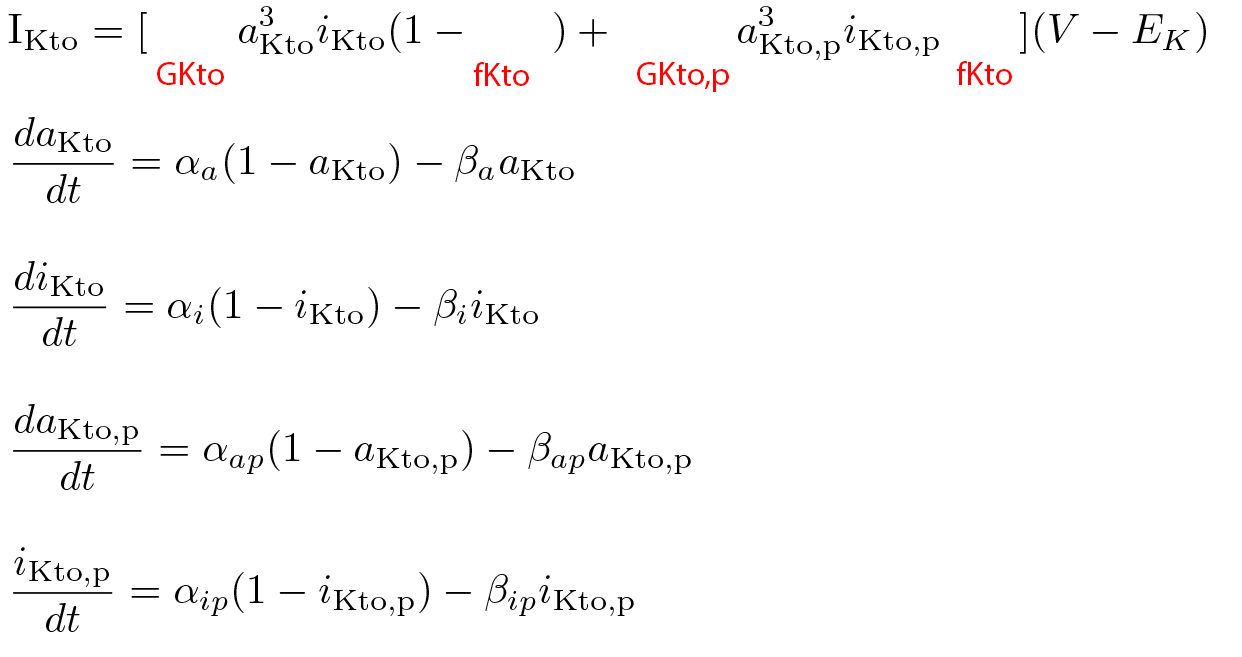 I_Kto = [ GKto a³_Kto i_Kto (1 − fKto ) + GKto,p a³_Kto,p i_Kto,p fKto ](V − E_K)
da_Kto/dt = α_a(1 − a_Kto) − β_a a_Kto
di_Kto/dt = α_i(1 − i_Kto) − β_i i_Kto
da_Kto,p/dt = α_ap(1 − a_Kto,p) − β_ap a_Kto,p
i_Kto,p/dt = α_ip(1 − i_Kto,p) − β_ip i_Kto,p